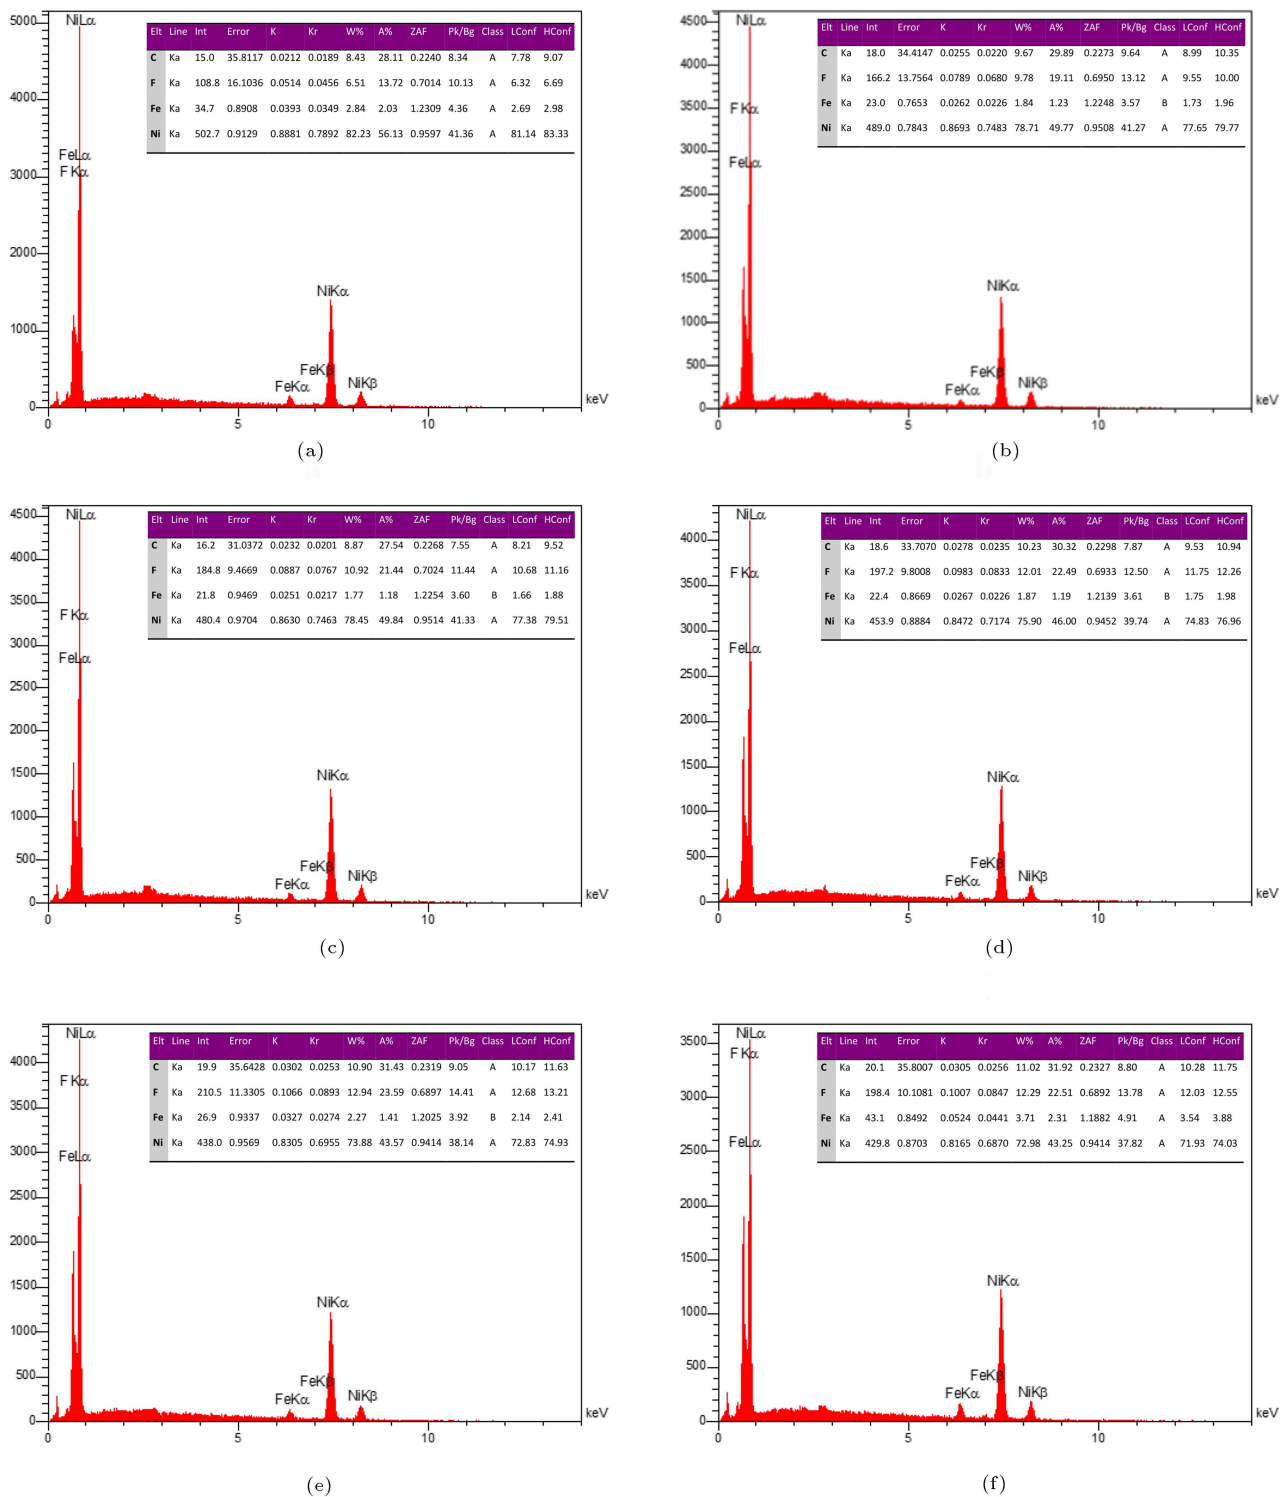 Elt Line Int Error K Kr W% A% ZAF Pk/Bg Class LConf HConf
C Ka 15.0 35.8117 0.0212 0.0189 8.43 28.11 0.2240 8.34 A 7.78 9.07
F Ka 108.8 16.1036 0.0514 0.0456 6.51 13.72 0.7014 10.13 A 6.32 6.69
Fe Ka 34.7 0.8908 0.0393 0.0349 2.84 2.03 1.2309 4.36 A 2.69 2.98
Ni Ka 502.7 0.9129 0.8881 0.7892 82.23 56.13 0.9597 41.36 A 81.14 83.33
5000
4000
3000
2000
1000
0
NiLα
FeLα
F Kα
NiKα
FeKβ
FeKα
NiKβ
0 5 10
keV
(a)
Elt Line Int Error K Kr W% A% ZAF Pk/Bg Class LConf HConf
C Ka 18.0 34.4147 0.0255 0.0220 9.67 29.89 0.2273 9.64 A 8.99 10.35
F Ka 166.2 13.7564 0.0789 0.0680 9.78 19.11 0.6950 13.12 A 9.55 10.00
Fe Ka 23.0 0.7653 0.0262 0.0226 1.84 1.23 1.2248 3.57 B 1.73 1.96
Ni Ka 489.0 0.7843 0.8693 0.7483 78.71 49.77 0.9508 41.27 A 77.65 79.77
4500
4000
3500
3000
2500
2000
1500
1000
500
0
NiLα
F Kα
FeLα
NiKα
FeKβ
FeKα
NiKβ
0 5 10
keV
(b)
Elt Line Int Error K Kr W% A% ZAF Pk/Bg Class LConf HConf
C Ka 16.2 31.0372 0.0232 0.0201 8.87 27.54 0.2268 7.55 A 8.21 9.52
F Ka 184.8 9.4669 0.0887 0.0767 10.92 21.44 0.7024 11.44 A 10.68 11.16
Fe Ka 21.8 0.9469 0.0251 0.0217 1.77 1.18 1.2254 3.60 B 1.66 1.88
Ni Ka 480.4 0.9704 0.8630 0.7463 78.45 49.84 0.9514 41.33 A 77.38 79.51
4500
4000
3500
3000
2500
2000
1500
1000
500
0
NiLα
F Kα
FeLα
NiKα
FeKβ
FeKα
NiKβ
0 5 10
keV
(c)
Elt Line Int Error K Kr W% A% ZAF Pk/Bg Class LConf HConf
C Ka 18.6 33.7070 0.0278 0.0235 10.23 30.32 0.2298 7.87 A 9.53 10.94
F Ka 197.2 9.8008 0.0983 0.0833 12.01 22.49 0.6933 12.50 A 11.75 12.26
Fe Ka 22.4 0.8669 0.0267 0.0226 1.87 1.19 1.2139 3.61 B 1.75 1.98
Ni Ka 453.9 0.8884 0.8472 0.7174 75.90 46.00 0.9452 39.74 A 74.83 76.96
4000
3500
3000
2500
2000
1500
1000
500
0
NiLα
F Kα
FeLα
NiKα
FeKβ
FeKα
NiKβ
0 5 10
keV
(d)
Elt Line Int Error K Kr W% A% ZAF Pk/Bg Class LConf HConf
C Ka 19.9 35.6428 0.0302 0.0253 10.90 31.43 0.2319 9.05 A 10.17 11.63
F Ka 210.5 11.3305 0.1066 0.0893 12.94 23.59 0.6897 14.41 A 12.68 13.21
Fe Ka 26.9 0.9337 0.0327 0.0274 2.27 1.41 1.2025 3.92 B 2.14 2.41
Ni Ka 438.0 0.9569 0.8305 0.6955 73.88 43.57 0.9414 38.14 A 72.83 74.93
4000
3500
3000
2500
2000
1500
1000
500
0
NiLα
F Kα
FeLα
NiKα
FeKβ
FeKα
NiKβ
0 5 10
keV
(e)
Elt Line Int Error K Kr W% A% ZAF Pk/Bg Class LConf HConf
C Ka 20.1 35.8007 0.0305 0.0256 11.02 31.92 0.2327 8.80 A 10.28 11.75
F Ka 198.4 10.1081 0.1007 0.0847 12.29 22.51 0.6892 13.78 A 12.03 12.55
Fe Ka 43.1 0.8492 0.0524 0.0441 3.71 2.31 1.1882 4.91 A 3.54 3.88
Ni Ka 429.8 0.8703 0.8165 0.6870 72.98 43.25 0.9414 37.82 A 71.93 74.03
3500
3000
2500
2000
1500
1000
500
0
NiLα
F Kα
FeLα
NiKα
FeKβ
FeKα
NiKβ
0 5 10
keV
(f)